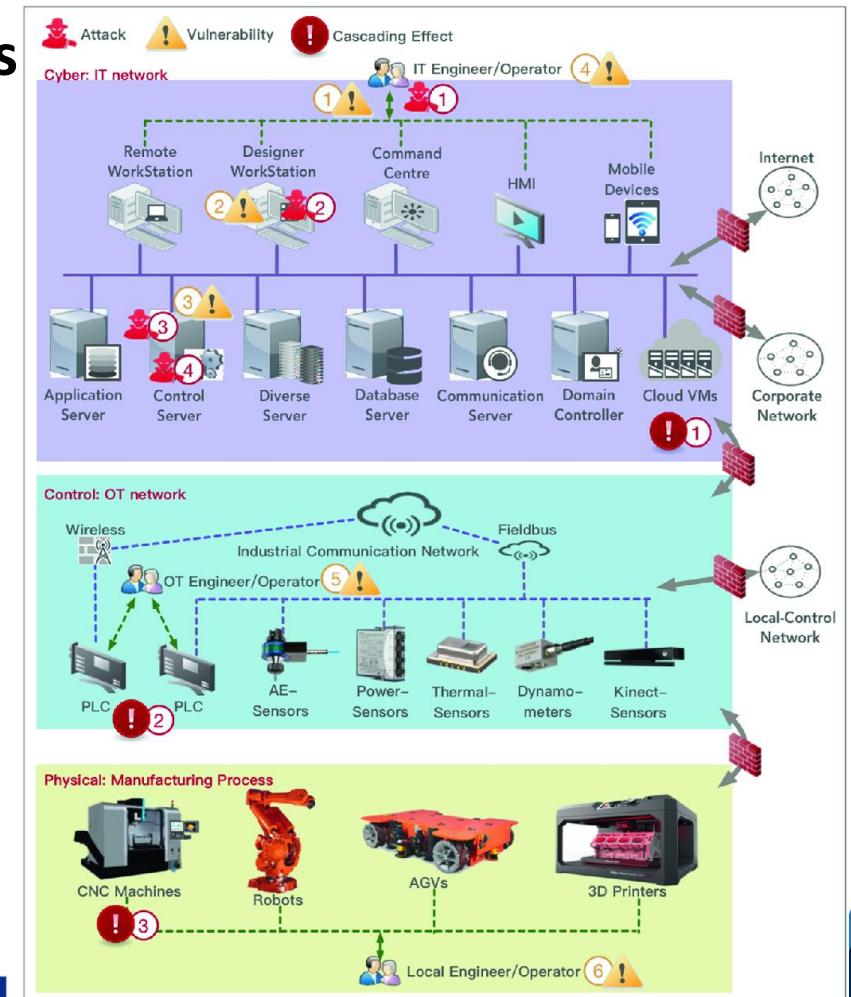 s
Attack
Vulnerability
Cascading Effect
Cyber: IT network
IT Engineer/Operator
4
1
1
Remote
WorkStation
Designer
WorkStation
Command
Centre
HMI
Mobile
Devices
Internet
2
2
3
3
4
Application
Server
Control
Server
Diverse
Server
Database
Server
Communication
Server
Domain
Controller
Cloud VMs
Corporate
Network
1
Control: OT network
Wireless
Industrial Communication Network
Fieldbus
OT Engineer/Operator
5
Local-Control
Network
PLC
2
PLC
AE-
Sensors
Power-
Sensors
Thermal-
Sensors
Dynamo-
meters
Kinect-
Sensors
Physical: Manufacturing Process
CNC Machines
Robots
AGVs
3D Printers
3
Local Engineer/Operator
6